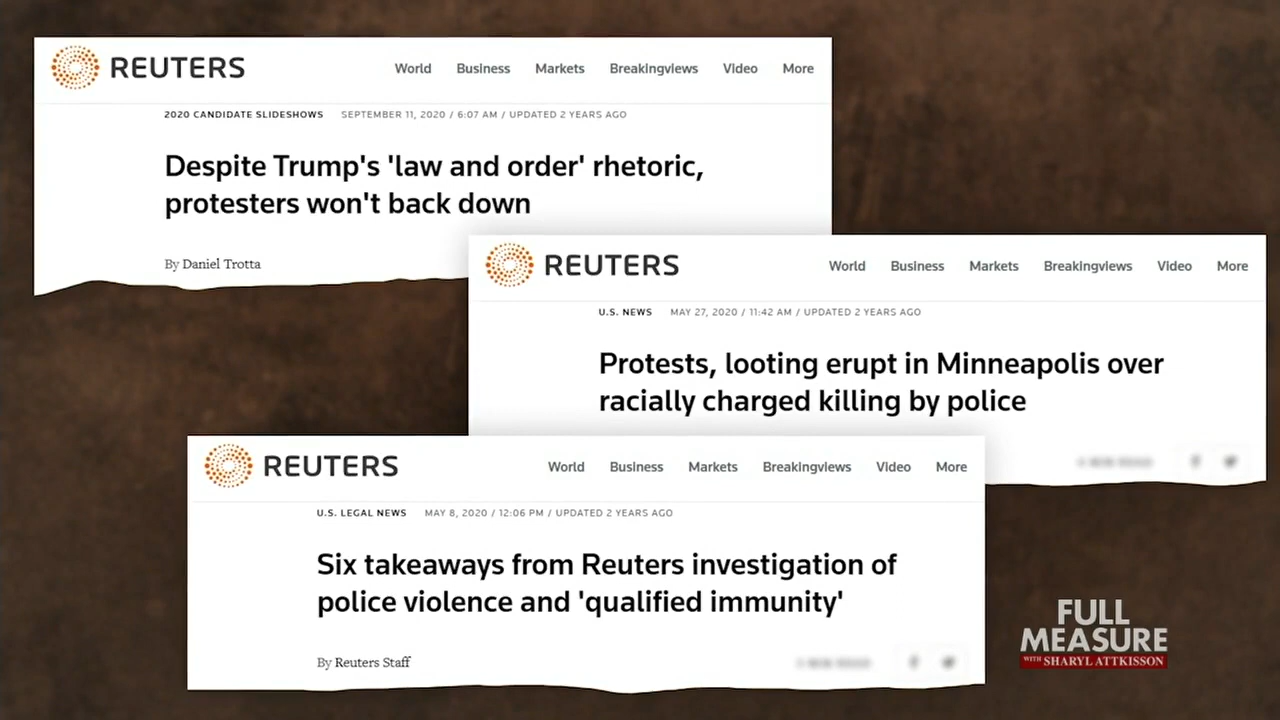 REUTERS
World Business Markets Breakingviews Video More
2020 CANDIDATE SLIDESHOWS SEPTEMBER 11, 2020 / 6:07 AM / UPDATED 2 YEARS AGO
Despite Trump's 'law and order' rhetoric,
protesters won't back down
By Daniel Trotta
REUTERS
World Business Markets Breakingviews Video More
U.S. NEWS MAY 27, 2020 / 11:42 AM / UPDATED 2 YEARS AGO
Protests, looting erupt in Minneapolis over
racially charged killing by police
REUTERS
World Business Markets Breakingviews Video More
U.S. LEGAL NEWS MAY 8, 2020 / 12:06 PM / UPDATED 2 YEARS AGO
Six takeaways from Reuters investigation of
police violence and 'qualified immunity'
By Reuters Staff
FULL
MEASURE
WITH SHARYL ATTKISSON